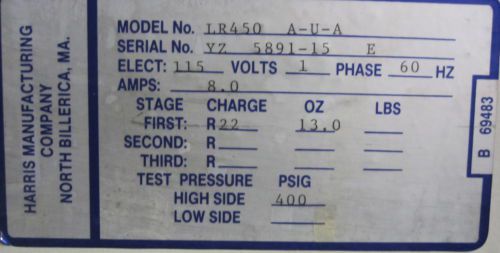 HARRIS MANUFACTURING
COMPANY
NORTH BILLERICA, MA.
MODEL No. LR450 A-U-A
SERIAL No. YZ 5891-15 E
ELECT: 115 VOLTS 1 PHASE 60 HZ
AMPS: 8.0
STAGE CHARGE OZ LBS
FIRST: R22 13.0
SECOND: R
THIRD: R
TEST PRESSURE PSIG
HIGH SIDE 400
LOW SIDE
B 69483